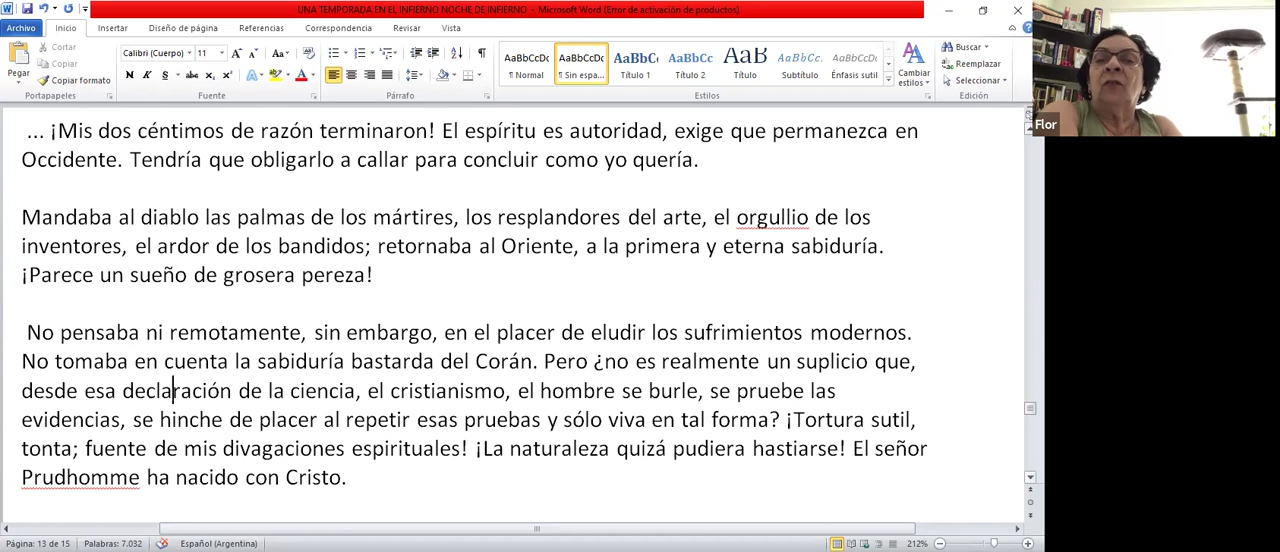 UNA TEMPORADA EN EL INFIERNO NOCHE DE INFIERNO - Microsoft Word (Error de activación de productos)
Archivo Inicio Insertar Diseño de página Referencias Correspondencia Revisar Vista
Pegar
Cortar
Copiar
Copiar formato
Portapapeles
Calibri (Cuerpo) 11
N K S abc x₂ x²
Fuente
Párrafo
AaBbCcDc AaBbCcDc AaBbC AaBbCc AaB AaBbCc. AaBbCcDc
¶ Normal ¶ Sin espa... Título 1 Título 2 Título Subtítulo Énfasis sutil
Cambiar estilos
Estilos
Buscar
Reemplazar
Seleccionar
Edición
Flor
... ¡Mis dos céntimos de razón terminaron! El espíritu es autoridad, exige que permanezca en
Occidente. Tendría que obligarlo a callar para concluir como yo quería.
Mandaba al diablo las palmas de los mártires, los resplandores del arte, el orgullio de los
inventores, el ardor de los bandidos; retornaba al Oriente, a la primera y eterna sabiduría.
¡Parece un sueño de grosera pereza!
No pensaba ni remotamente, sin embargo, en el placer de eludir los sufrimientos modernos.
No tomaba en cuenta la sabiduría bastarda del Corán. Pero ¿no es realmente un suplicio que,
desde esa declaración de la ciencia, el cristianismo, el hombre se burle, se pruebe las
evidencias, se hinche de placer al repetir esas pruebas y sólo viva en tal forma? ¡Tortura sutil,
tonta; fuente de mis divagaciones espirituales! ¡La naturaleza quizá pudiera hastiarse! El señor
Prudhomme ha nacido con Cristo.
Página: 13 de 15 Palabras: 7.032 Español (Argentina) 212%